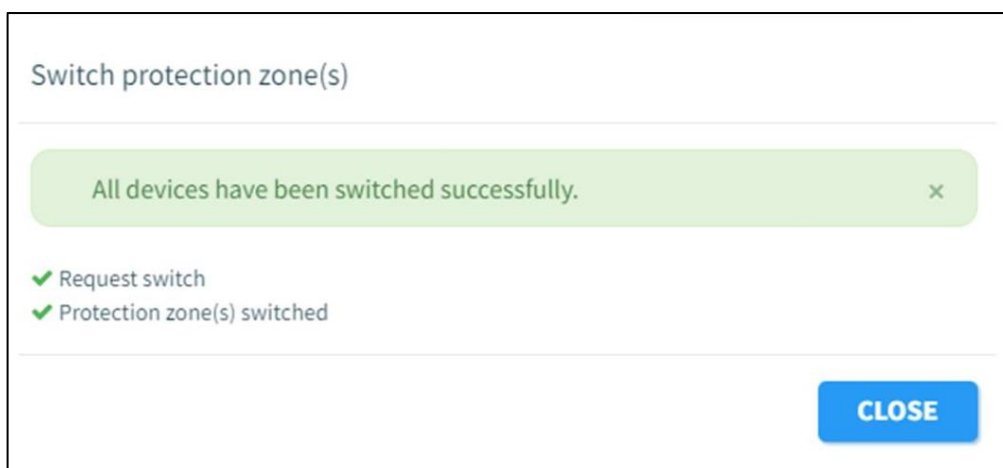 Switch protection zone(s)
All devices have been switched successfully. ×
✔ Request switch
✔ Protection zone(s) switched
CLOSE